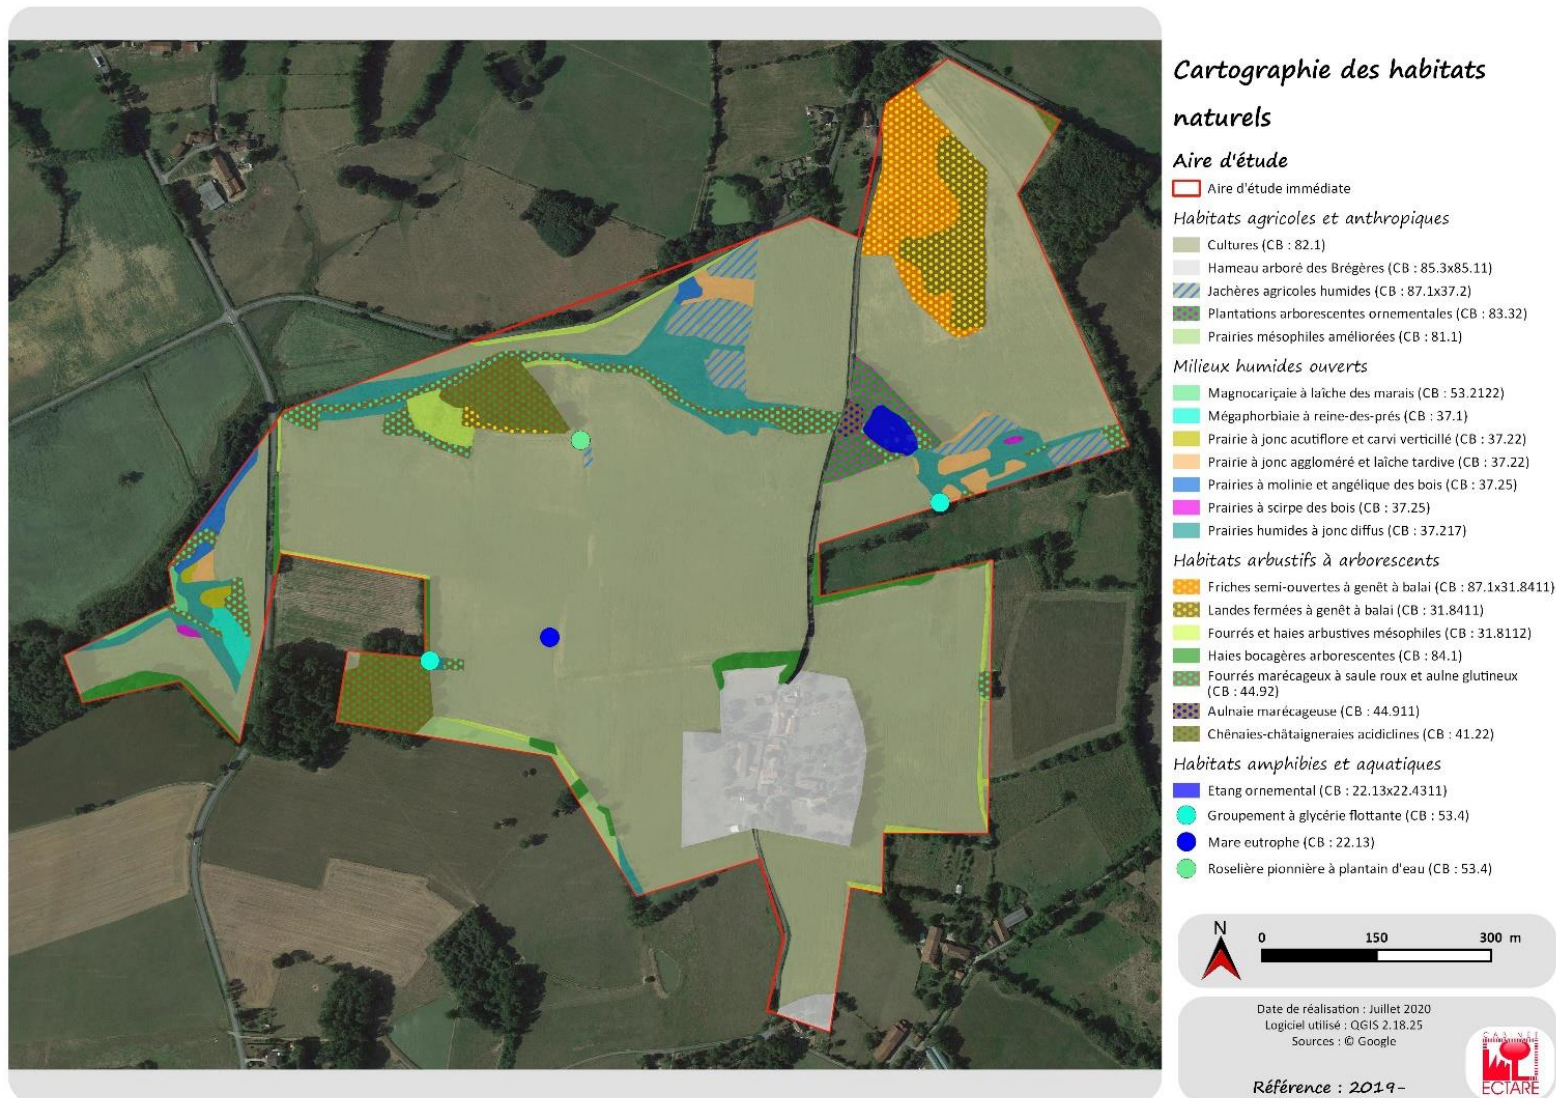 Cartographie des habitats
naturels
Aire d'étude
Aire d'étude immédiate
Habitats agricoles et anthropiques
Cultures (CB : 82.1)
Hameau arboré des Brégères (CB : 85.3x85.11)
Jachères agricoles humides (CB : 87.1x37.2)
Plantations arborescentes ornementales (CB : 83.32)
Prairies mésophiles améliorées (CB : 81.1)
Milieux humides ouverts
Magnocariçaie à laîche des marais (CB : 53.2122)
Mégaphorbiaie à reine-des-prés (CB : 37.1)
Prairie à jonc acutiflore et carvi verticillé (CB : 37.22)
Prairie à jonc aggloméré et laîche tardive (CB : 37.22)
Prairies à molinie et angélique des bois (CB : 37.25)
Prairies à scirpe des bois (CB : 37.25)
Prairies humides à jonc diffus (CB : 37.217)
Habitats arbustifs à arborescents
Friches semi-ouvertes à genêt à balai (CB : 87.1x31.8411)
Landes fermées à genêt à balai (CB : 31.8411)
Fourrés et haies arbustives mésophiles (CB : 31.8112)
Haies bocagères arborescentes (CB : 84.1)
Fourrés marécageux à saule roux et aulne glutineux
(CB : 44.92)
Aulnaie marécageuse (CB : 44.911)
Chênaies-châtaigneraies acidiclines (CB : 41.22)
Habitats amphibies et aquatiques
Etang ornemental (CB : 22.13x22.4311)
Groupement à glycérie flottante (CB : 53.4)
Mare eutrophe (CB : 22.13)
Roselière pionnière à plantain d'eau (CB : 53.4)
N
0 150 300 m
Date de réalisation : Juillet 2020
Logiciel utilisé : QGIS 2.18.25
Sources : © Google
Référence : 2019-
CABINET
ECTARE